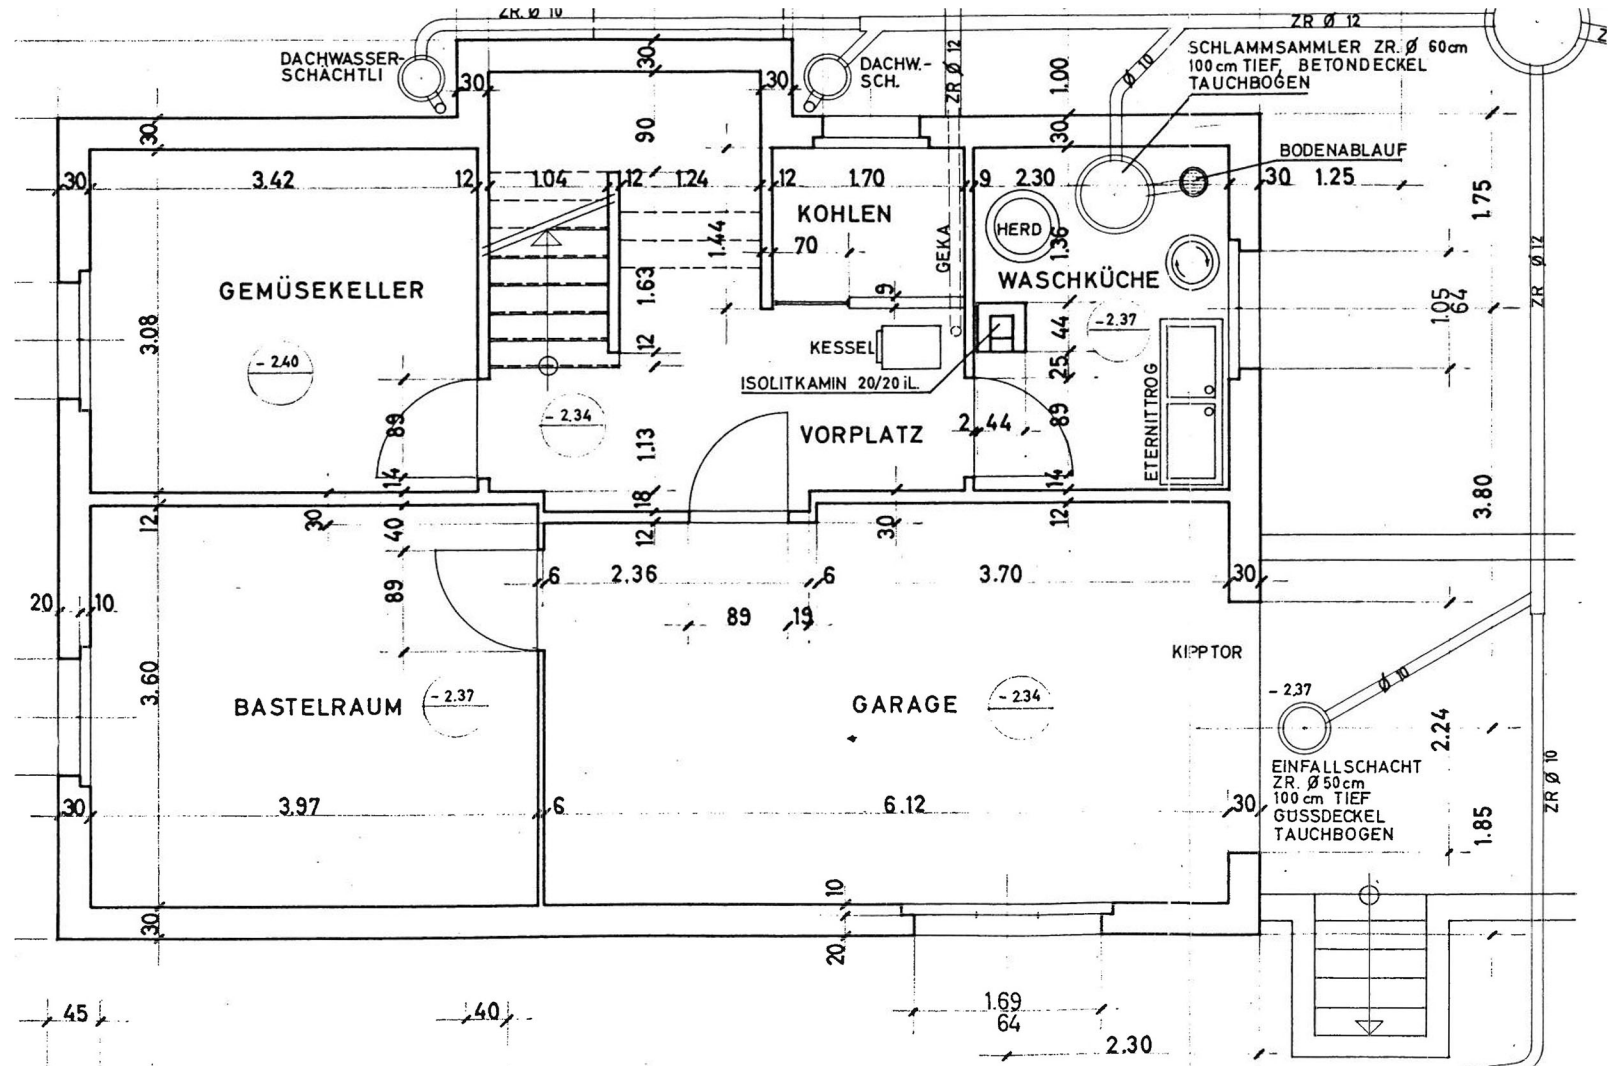 ZR. Ø 10
ZR Ø 12
DACHWASSER-
SCHÄCHTLI
DACHW.-
SCH.
ZR Ø 12
Ø 10
SCHLAMMSAMMLER ZR. Ø 60cm
100 cm TIEF, BETONDECKEL
TAUCHBOGEN
30
30
30
1.00
90
30
30
BODENABLAUF
30
3.42
12
1.04
12
1.24
12
1.70
9
2.30
30
1.25
1.75
KOHLEN
HERD
1.36
70
1.44
GEKA
ZR Ø 12
GEMÜSEKELLER
1.63
9
WASCHKÜCHE
3.08
- 2.40
12
KESSEL
44
- 2.37
1.05
64
25
ISOLITKAMIN 20/20 iL.
ETERNITTROG
89
- 2.34
1.13
VORPLATZ
2
44
89
14
14
18
3.80
12
30
40
12
30
12
89
6
2.36
6
3.70
30
20
10
89
19
KIPPTOR
3.60
BASTELRAUM
- 2.37
GARAGE
- 2.34
- 2.37
Ø 10
2.24
EINFALLSCHACHT
ZR. Ø 50cm
100 cm TIEF
GUSSDECKEL
TAUCHBOGEN
ZR Ø 10
30
3.97
6
6.12
30
1.85
10
30
20
45
40
1.69
64
2.30